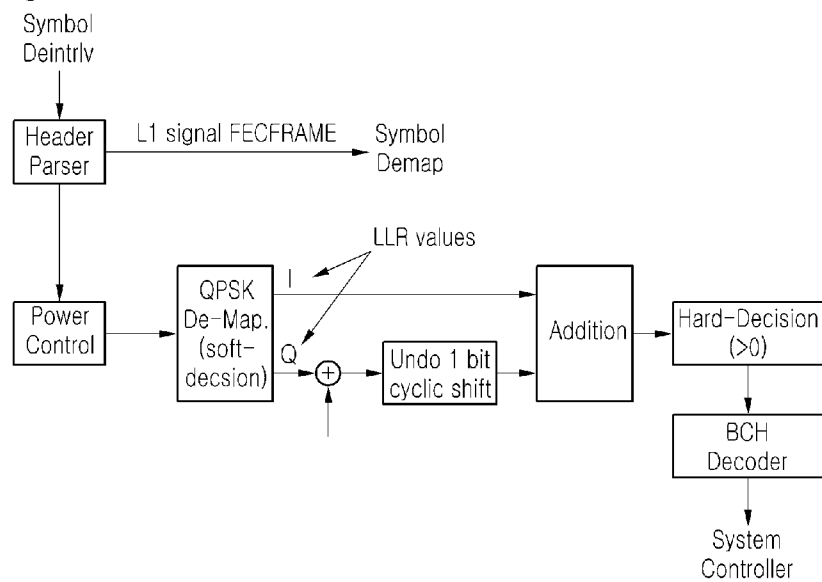 Symbol
Deintrlv
Header
Parser
L1 signal FECFRAME
Symbol
Demap
LLR values
Power
Control
QPSK
De-Map.
(soft-
decsion)
I
Q
+
Undo 1 bit
cyclic shift
Addition
Hard-Decision
(>0)
BCH
Decoder
System
Controller